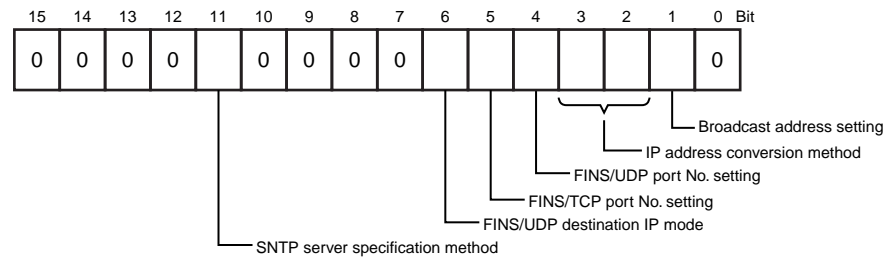 15 14 13 12 11 10 9 8 7 6 5 4 3 2 1 0 Bit
0 0 0 0 0 0 0 0 0
Broadcast address setting
IP address conversion method
FINS/UDP port No. setting
FINS/TCP port No. setting
FINS/UDP destination IP mode
SNTP server specification method